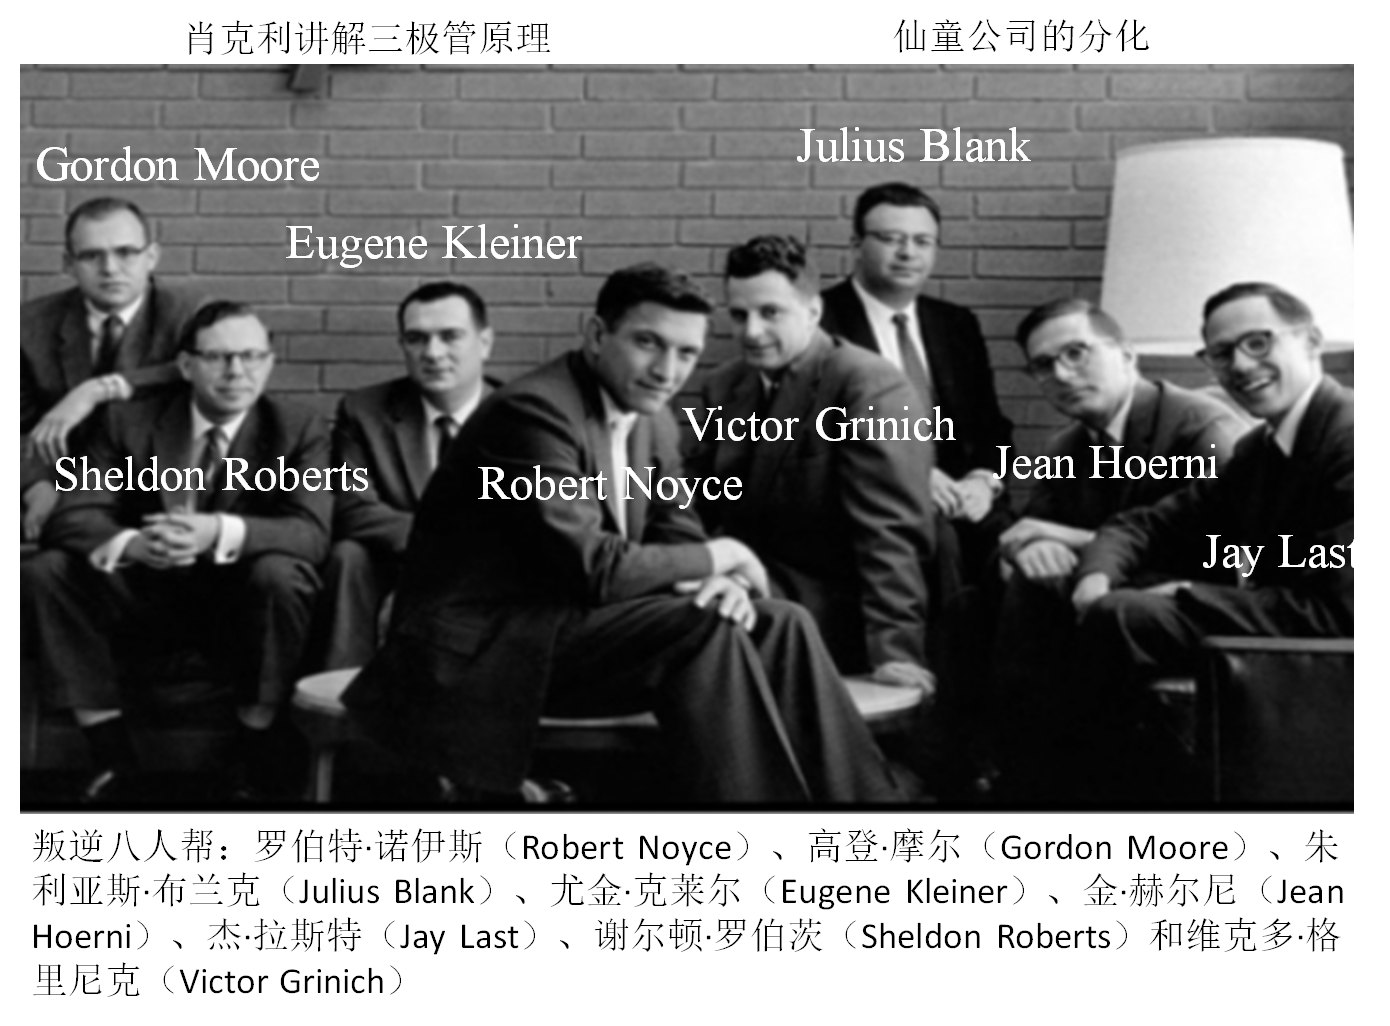 肖克利讲解三极管原理
仙童公司的分化
Gordon Moore
Julius Blank
Eugene Kleiner
Victor Grinich
Sheldon Roberts
Robert Noyce
Jean Hoerni
Jay Last
叛逆八人帮：罗伯特·诺伊斯（Robert Noyce）、高登·摩尔（Gordon Moore）、朱
利亚斯·布兰克（Julius Blank）、尤金·克莱尔（Eugene Kleiner）、金·赫尔尼（Jean
Hoerni）、杰·拉斯特（Jay Last）、谢尔顿·罗伯茨（Sheldon Roberts）和维克多·格
里尼克（Victor Grinich）